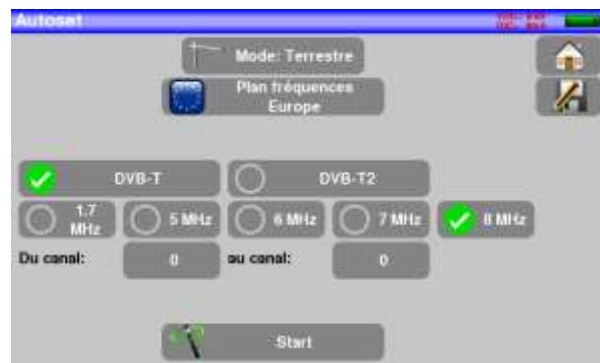 Autosat
Mode: Terrestre
Plan fréquences
Europe
DVB-T
DVB-T2
1.7
MHz
5 MHz
6 MHz
7 MHz
8 MHz
Du canal:
0
au canal:
0
Start